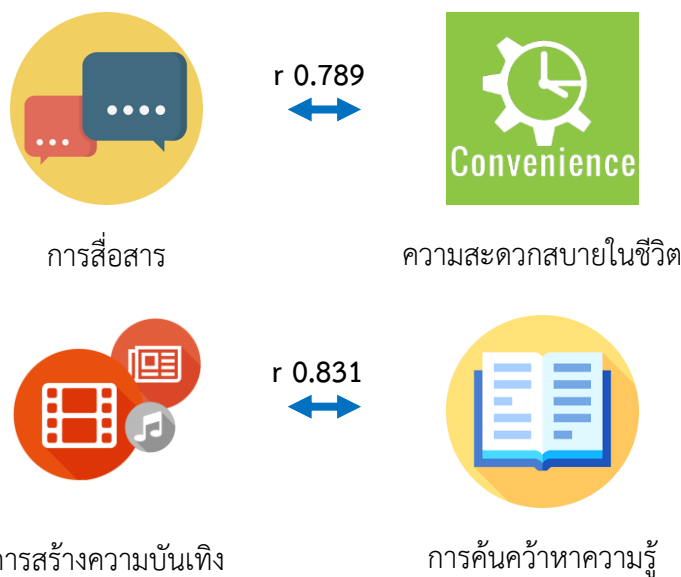 r 0.789
Convenience
การสื่อสาร
ความสะดวกสบายในชีวิต
r 0.831
การสร้างความบันเทิง
การค้นคว้าหาความรู้